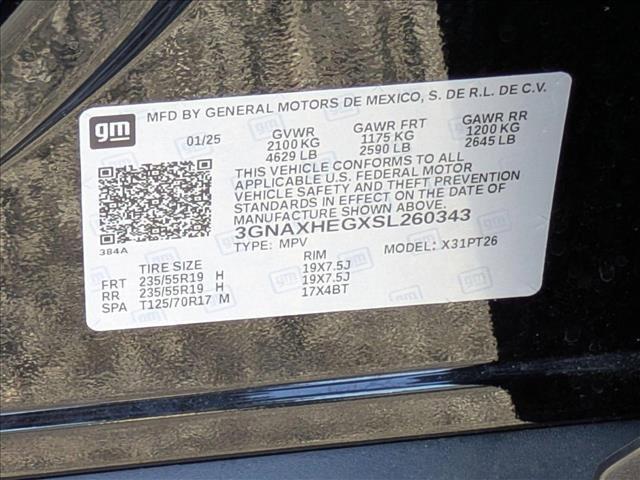 gm
MFD BY GENERAL MOTORS DE MEXICO, S. DE R.L. DE C.V.
01/25 GVWR GAWR FRT GAWR RR
2100 KG 1175 KG 1200 KG
4629 LB 2590 LB 2645 LB
THIS VEHICLE CONFORMS TO ALL
APPLICABLE U.S. FEDERAL MOTOR
VEHICLE SAFETY AND THEFT PREVENTION
STANDARDS IN EFFECT ON THE DATE OF
MANUFACTURE SHOWN ABOVE.
3GNAXHEGXSL260343
384A
TYPE: MPV MODEL: X31PT26
TIRE SIZE RIM
FRT 235/55R19 H 19X7.5J
RR 235/55R19 H 19X7.5J
SPA T125/70R17 M 17X4BT